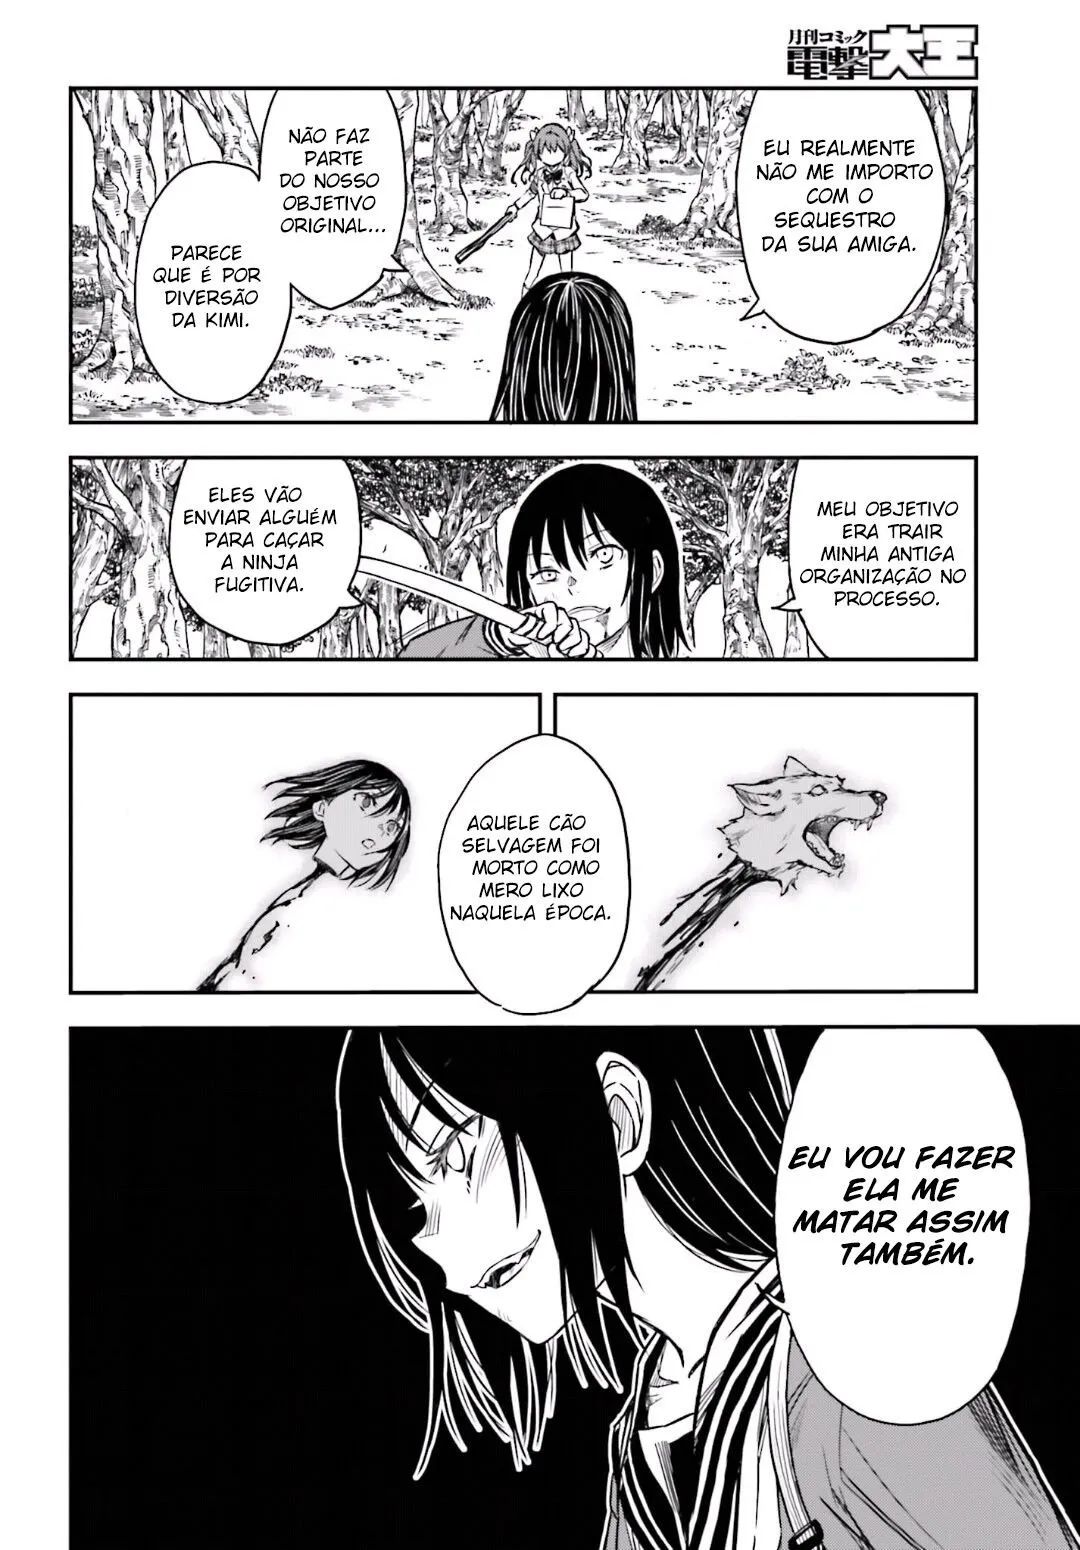 月刊コミック
電撃大王
EU REALMENTE
NÃO ME IMPORTO
COM O
SEQUESTRO
DA SUA AMIGA.
NÃO FAZ
PARTE
DO NOSSO
OBJETIVO
ORIGINAL...
PARECE
QUE É POR
DIVERSÃO
DA KIMI.
MEU OBJETIVO
ERA TRAIR
MINHA ANTIGA
ORGANIZAÇÃO NO
PROCESSO.
ELES VÃO
ENVIAR ALGUÉM
PARA CAÇAR
A NINJA
FUGITIVA.
AQUELE CÃO
SELVAGEM FOI
MORTO COMO
MERO LIXO
NAQUELA ÉPOCA.
EU VOU FAZER
ELA ME
MATAR ASSIM
TAMBÉM.